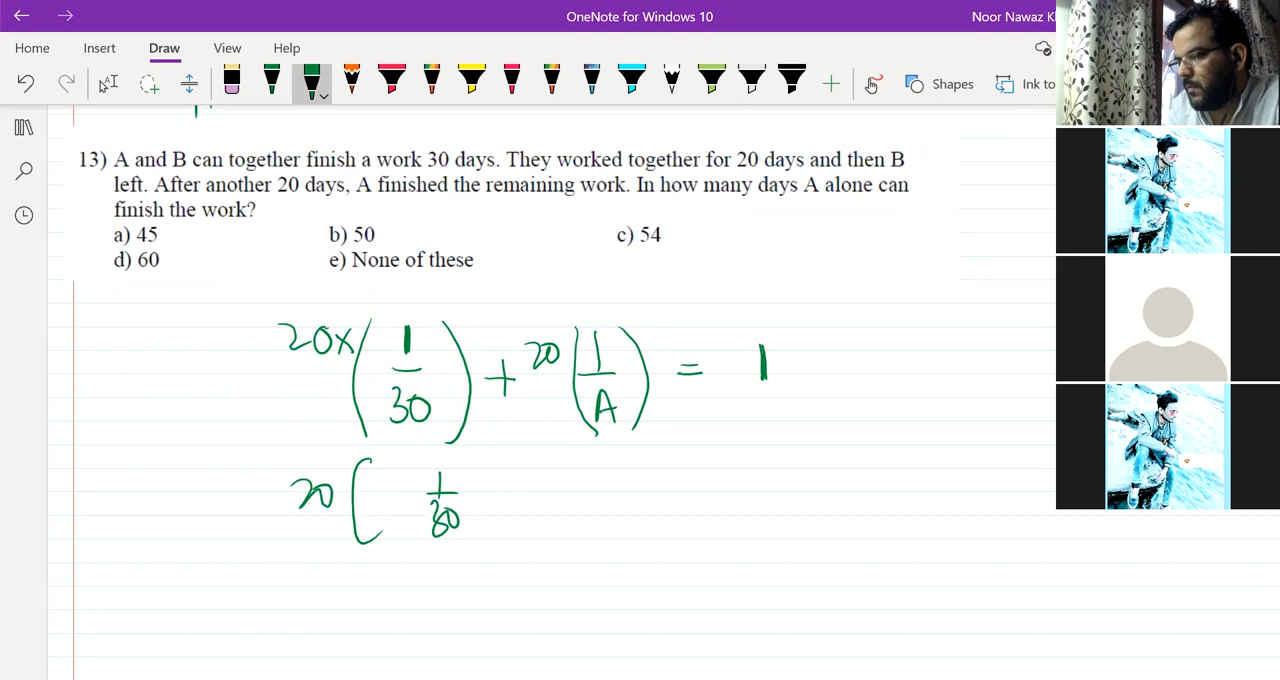 OneNote for Windows 10
Noor Nawaz Kl
Home Insert Draw View Help
Shapes Ink to
13) A and B can together finish a work 30 days. They worked together for 20 days and then B
left. After another 20 days, A finished the remaining work. In how many days A alone can
finish the work?
a) 45 b) 50 c) 54
d) 60 e) None of these
20x(1/30) + 20(1/A) = 1
20[ 1/30